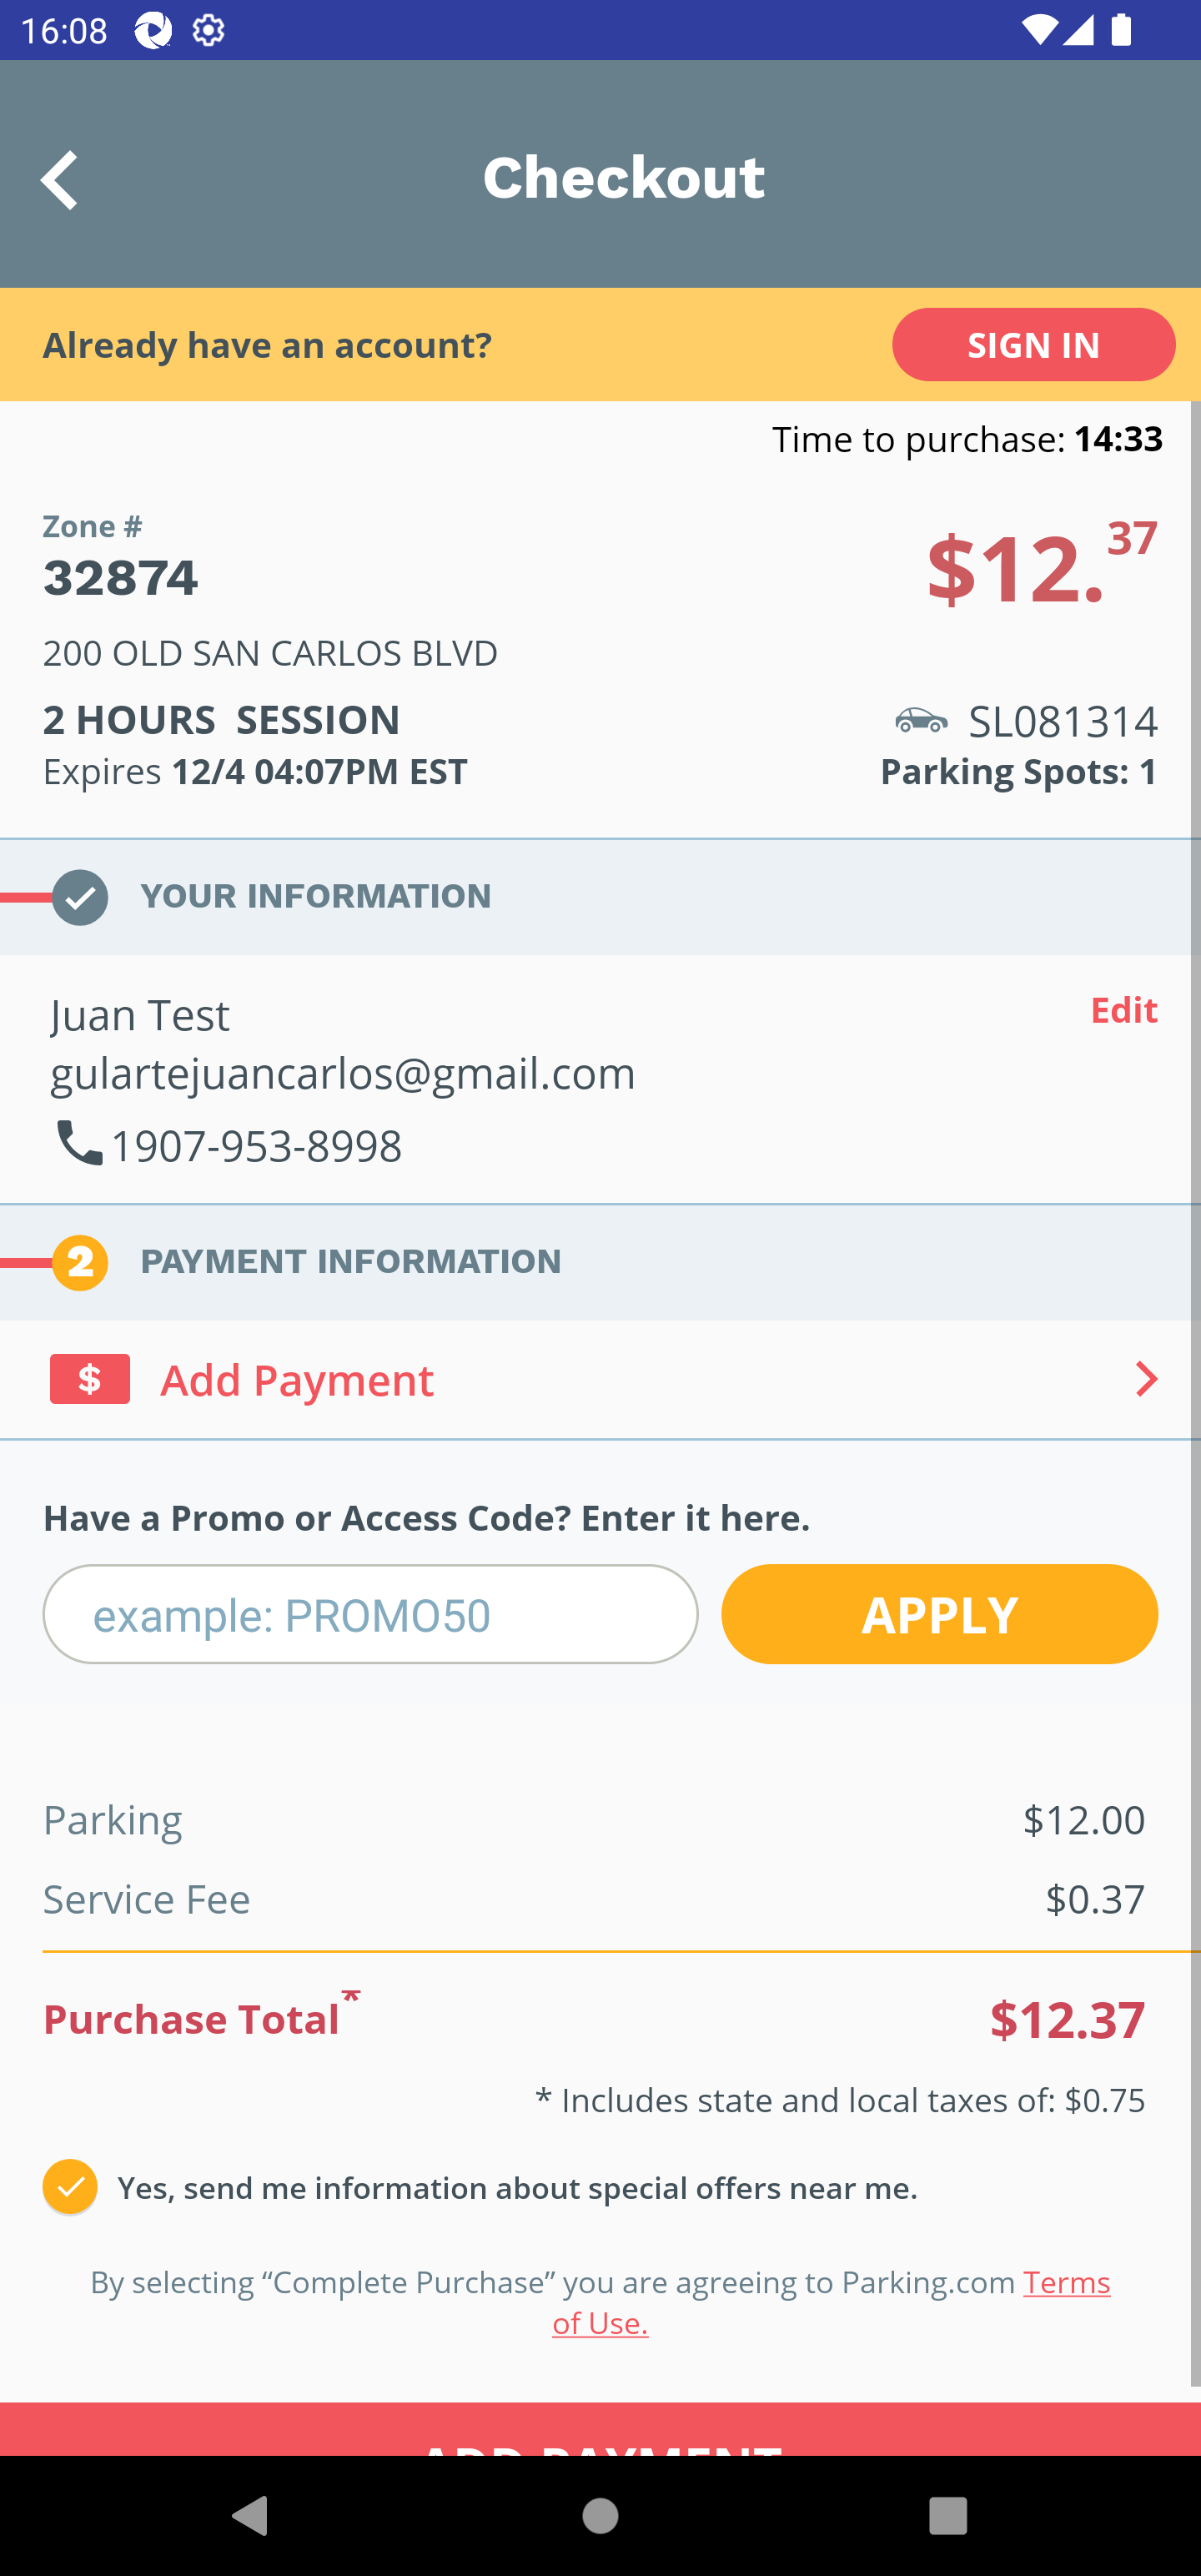 16:08
Checkout
Already have an account?
SIGN IN
Time to purchase: 14:33
Zone #
32874
$12.37
200 OLD SAN CARLOS BLVD
2 HOURS SESSION
SL081314
Expires 12/4 04:07PM EST
Parking Spots: 1
YOUR INFORMATION
Juan Test
Edit
gulartejuancarlos@gmail.com
1907-953-8998
2 PAYMENT INFORMATION
$ Add Payment
Have a Promo or Access Code? Enter it here.
example: PROMO50
APPLY
Parking $12.00
Service Fee $0.37
Purchase Total* $12.37
* Includes state and local taxes of: $0.75
Yes, send me information about special offers near me.
By selecting “Complete Purchase” you are agreeing to Parking.com Terms
of Use.
ADD PAYMENT